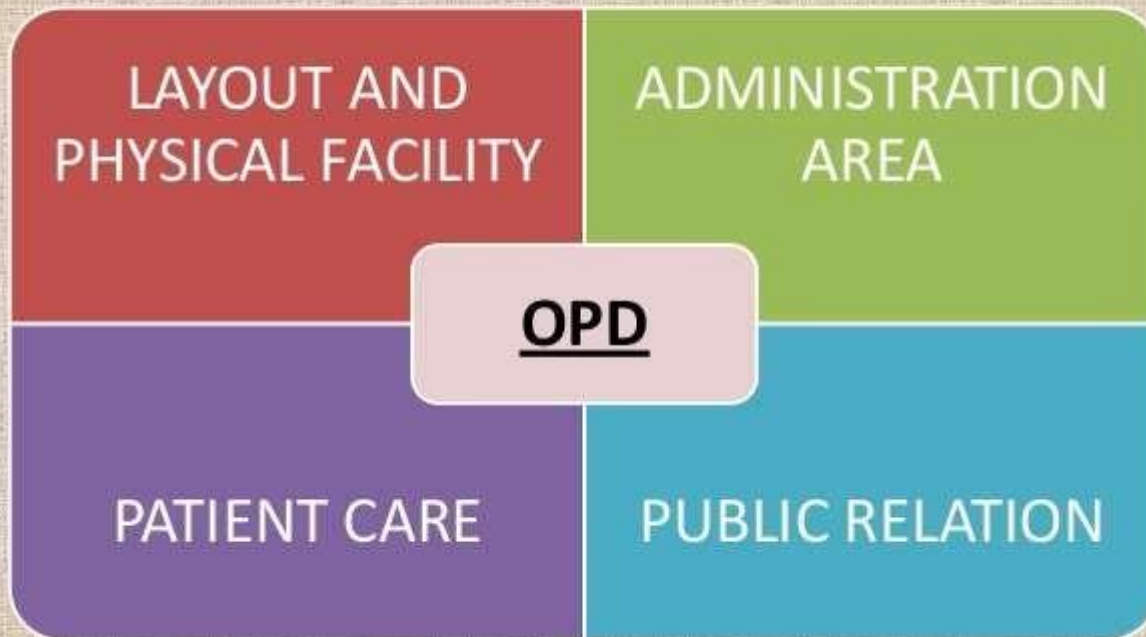 LAYOUT AND
PHYSICAL FACILITY
ADMINISTRATION
AREA
OPD
PATIENT CARE
PUBLIC RELATION